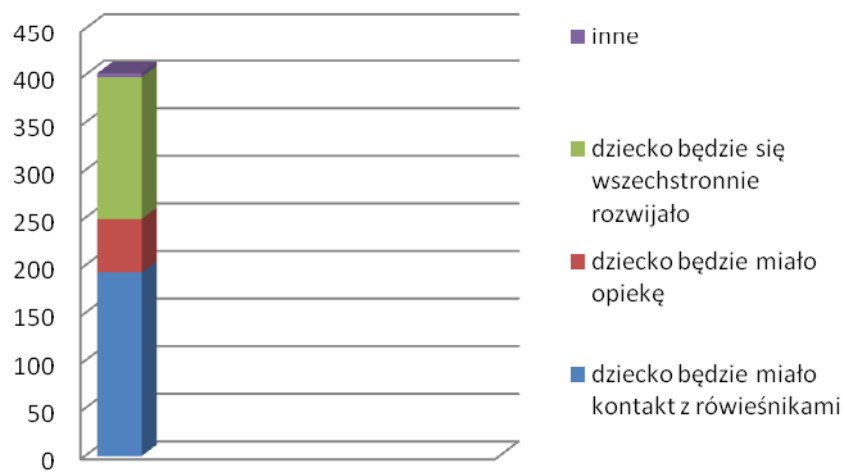 450
400
350
300
250
200
150
100
50
0
inne
dziecko będzie się
wszechstronnie
rozwijało
dziecko będzie miało
opiekę
dziecko będzie miało
kontakt z rówieśnikami